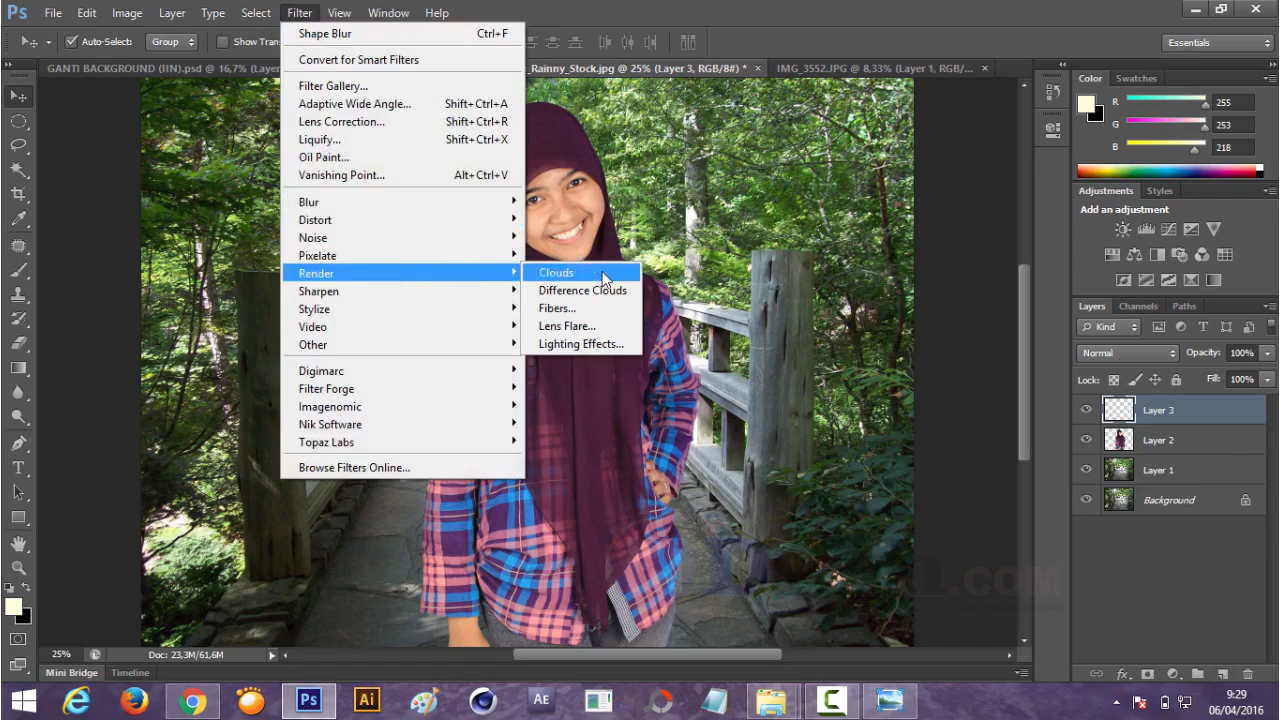 Ps File Edit Image Layer Type Select Filter View Window Help
Auto-Select: Group Show Essentials
GANTI BACKGROUND (IIN).psd @ 16,7% _Rainny_Stock.jpg @ 25% (Layer 3, RGB/8#) * × IMG_3552.JPG @ 8,33% (Layer 1, RGB/... ×
Shape Blur Ctrl+F
Convert for Smart Filters
Filter Gallery...
Adaptive Wide Angle... Shift+Ctrl+A
Lens Correction... Shift+Ctrl+R
Liquify... Shift+Ctrl+X
Oil Paint...
Vanishing Point... Alt+Ctrl+V
Blur
Distort
Noise
Pixelate
Render
Sharpen
Stylize
Video
Other
Digimarc
Filter Forge
Imagenomic
Nik Software
Topaz Labs
Browse Filters Online...
Clouds
Difference Clouds
Fibers...
Lens Flare...
Lighting Effects...
Color Swatches
R 255
G 253
B 218
Adjustments Styles
Add an adjustment
Layers Channels Paths
Kind
Normal Opacity: 100%
Lock: Fill: 100%
Layer 3
Layer 2
Layer 1
Background
.COM
25% Doc: 23,3M/61,6M
Mini Bridge Timeline
Ps Ai AE
9:29
06/04/2016